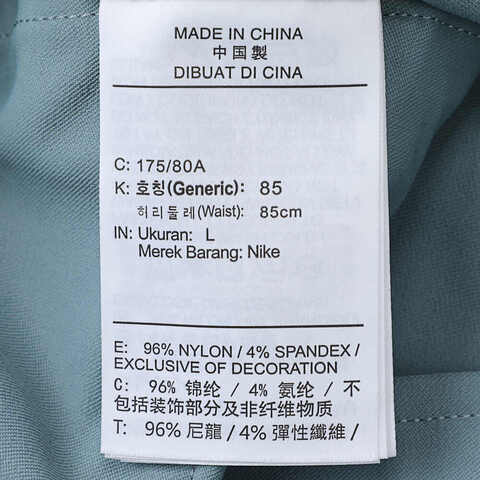 MADE IN CHINA
中国製
DIBUAT DI CINA
C: 175/80A
K: 호칭(Generic): 85
허리둘레(Waist): 85cm
IN: Ukuran: L
Merek Barang: Nike
E: 96% NYLON / 4% SPANDEX /
EXCLUSIVE OF DECORATION
C: 96% 锦纶 / 4% 氨纶 / 不
包括装饰部分及非纤维物质
T: 96% 尼龍 / 4% 彈性纖維 /